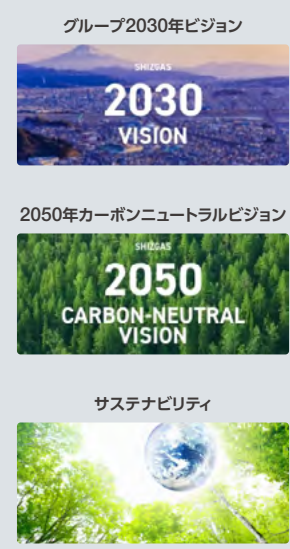 グループ2030年ビジョン
SHIZGAS
2030
VISION
2050年カーボンニュートラルビジョン
SHIZGAS
2050
CARBON-NEUTRAL
VISION
サステナビリティ